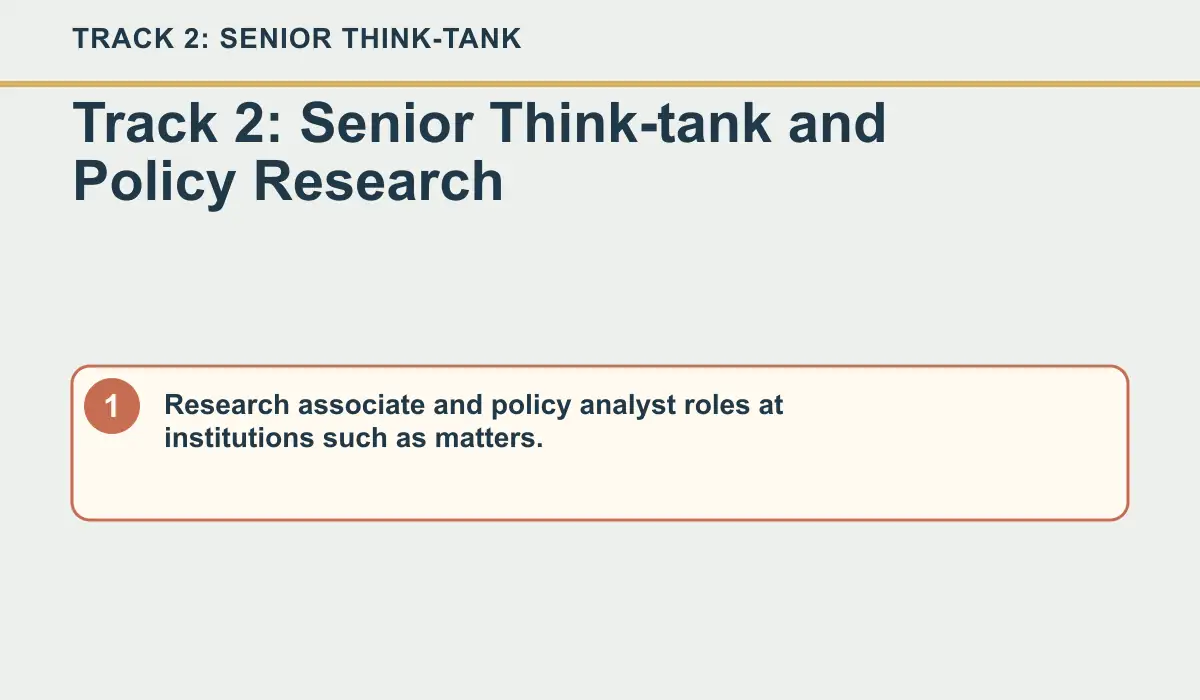 TRACK 2: SENIOR THINK-TANK
Track 2: Senior Think-tank and
Policy Research
1
Research associate and policy analyst roles at
institutions such as matters.